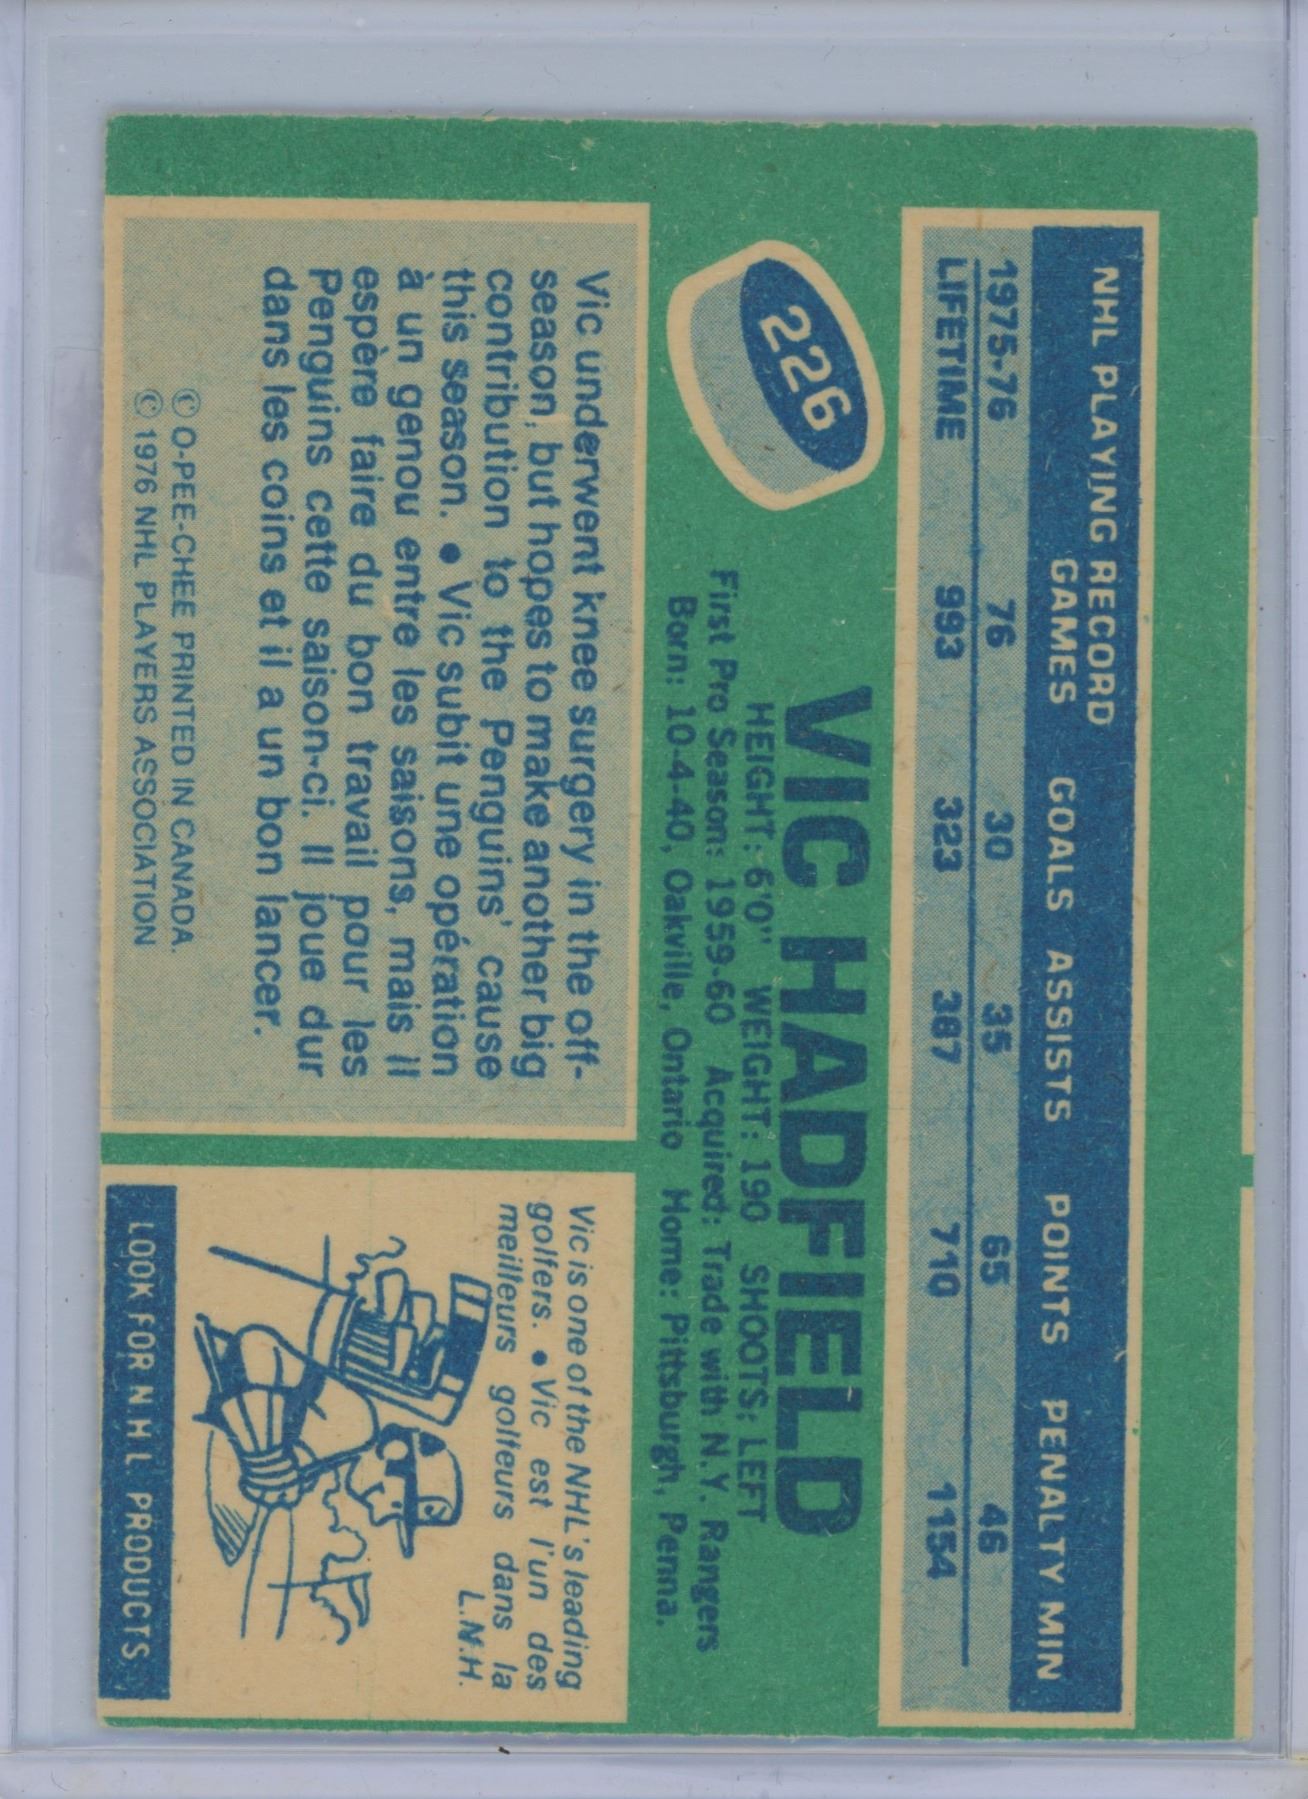 NHL PLAYING RECORD
GAMES GOALS ASSISTS POINTS PENALTY MIN
1975-76 76 30 35 65 46
LIFETIME 993 323 387 710 1154
226
VIC HADFIELD
HEIGHT: 6'0" WEIGHT: 190 SHOOTS: LEFT
First Pro Season: 1959-60 Acquired: Trade with N.Y. Rangers
Born: 10-4-40, Oakville, Ontario Home: Pittsburgh, Penna.
Vic underwent knee surgery in the off-
season, but hopes to make another big
contribution to the Penguins' cause
this season. • Vic subit une opération
à un genou entre les saisons, mais il
espère faire du bon travail pour les
Penguins cette saison-ci. Il joue dur
dans les coins et il a un bon lancer.
© O-PEE-CHEE PRINTED IN CANADA.
© 1976 NHL PLAYERS ASSOCIATION
Vic is one of the NHL's leading
golfers. • Vic est l'un des
meilleurs golfeurs dans la
L.N.H.
LOOK FOR N H L PRODUCTS